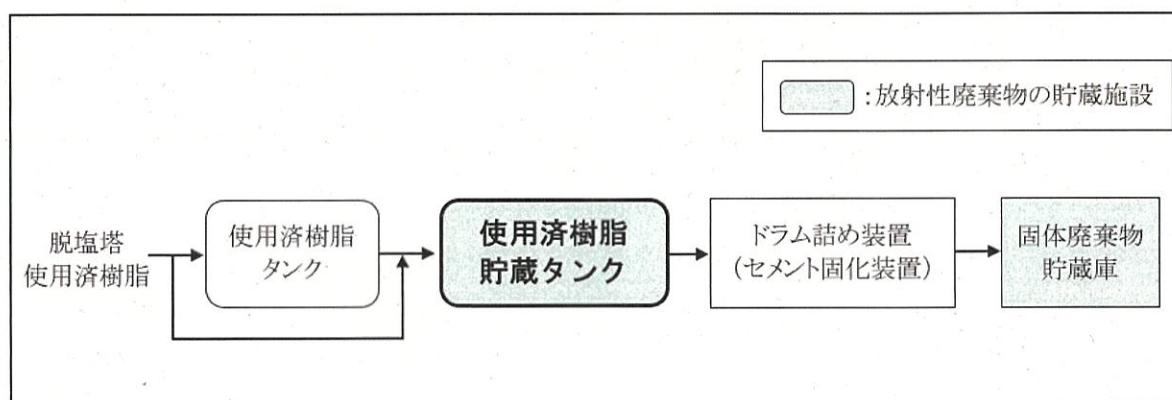 :放射性廃棄物の貯蔵施設
脱塩塔
使用済樹脂
使用済樹脂
タンク
使用済樹脂
貯蔵タンク
ドラム詰め装置
(セメント固化装置)
固体廃棄物
貯蔵庫